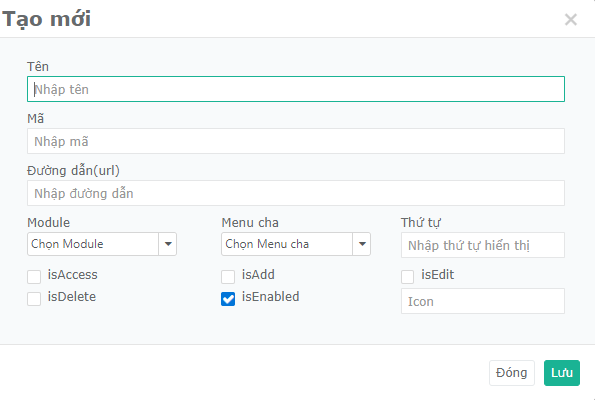 Tạo mới ×
Tên
Nhập tên
Mã
Nhập mã
Đường dẫn(url)
Nhập đường dẫn
Module Menu cha Thứ tự
Chọn Module Chọn Menu cha Nhập thứ tự hiển thị
isAccess isAdd isEdit
isDelete isEnabled Icon
Đóng Lưu